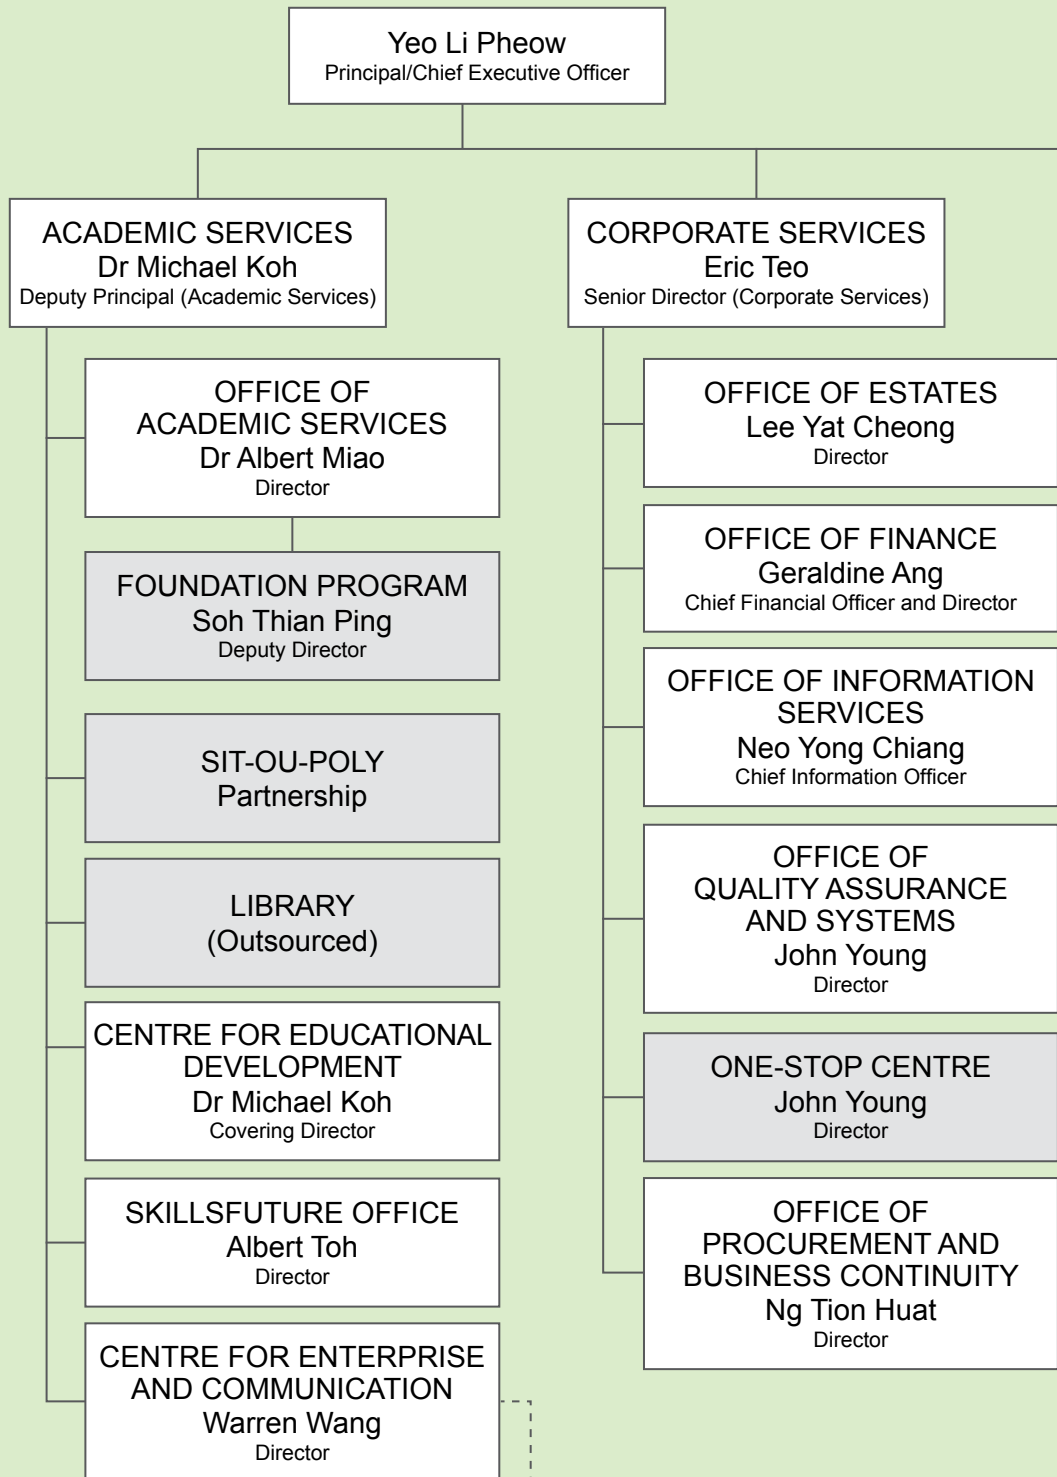 Yeo Li Pheow
Principal/Chief Executive Officer
ACADEMIC SERVICES
Dr Michael Koh
Deputy Principal (Academic Services)
OFFICE OF
ACADEMIC SERVICES
Dr Albert Miao
Director
FOUNDATION PROGRAM
Soh Thian Ping
Deputy Director
SIT-OU-POLY
Partnership
LIBRARY
(Outsourced)
CENTRE FOR EDUCATIONAL
DEVELOPMENT
Dr Michael Koh
Covering Director
SKILLSFUTURE OFFICE
Albert Toh
Director
CENTRE FOR ENTERPRISE
AND COMMUNICATION
Warren Wang
Director
CORPORATE SERVICES
Eric Teo
Senior Director (Corporate Services)
OFFICE OF ESTATES
Lee Yat Cheong
Director
OFFICE OF FINANCE
Geraldine Ang
Chief Financial Officer and Director
OFFICE OF INFORMATION
SERVICES
Neo Yong Chiang
Chief Information Officer
OFFICE OF
QUALITY ASSURANCE
AND SYSTEMS
John Young
Director
ONE-STOP CENTRE
John Young
Director
OFFICE OF
PROCUREMENT AND
BUSINESS CONTINUITY
Ng Tion Huat
Director